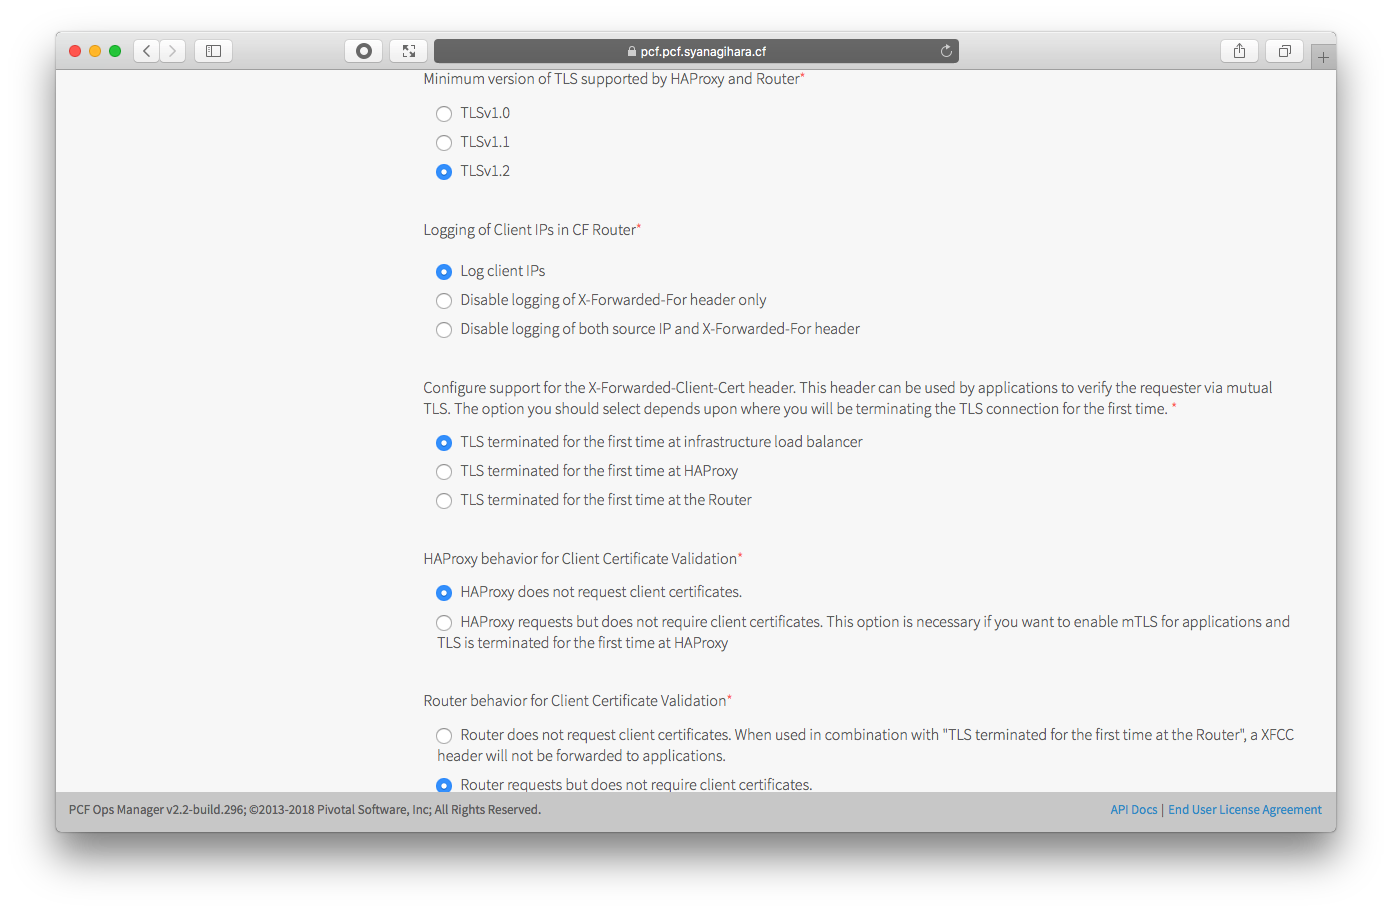 pcf.pcf.syanagihara.cf
Minimum version of TLS supported by HAProxy and Router*
TLSv1.0
TLSv1.1
TLSv1.2
Logging of Client IPs in CF Router*
Log client IPs
Disable logging of X-Forwarded-For header only
Disable logging of both source IP and X-Forwarded-For header
Configure support for the X-Forwarded-Client-Cert header. This header can be used by applications to verify the requester via mutual
TLS. The option you should select depends upon where you will be terminating the TLS connection for the first time. *
TLS terminated for the first time at infrastructure load balancer
TLS terminated for the first time at HAProxy
TLS terminated for the first time at the Router
HAProxy behavior for Client Certificate Validation*
HAProxy does not request client certificates.
HAProxy requests but does not require client certificates. This option is necessary if you want to enable mTLS for applications and
TLS is terminated for the first time at HAProxy
Router behavior for Client Certificate Validation*
Router does not request client certificates. When used in combination with "TLS terminated for the first time at the Router", a XFCC
header will not be forwarded to applications.
Router requests but does not require client certificates.
PCF Ops Manager v2.2-build.296; ©2013-2018 Pivotal Software, Inc; All Rights Reserved.
API Docs | End User License Agreement